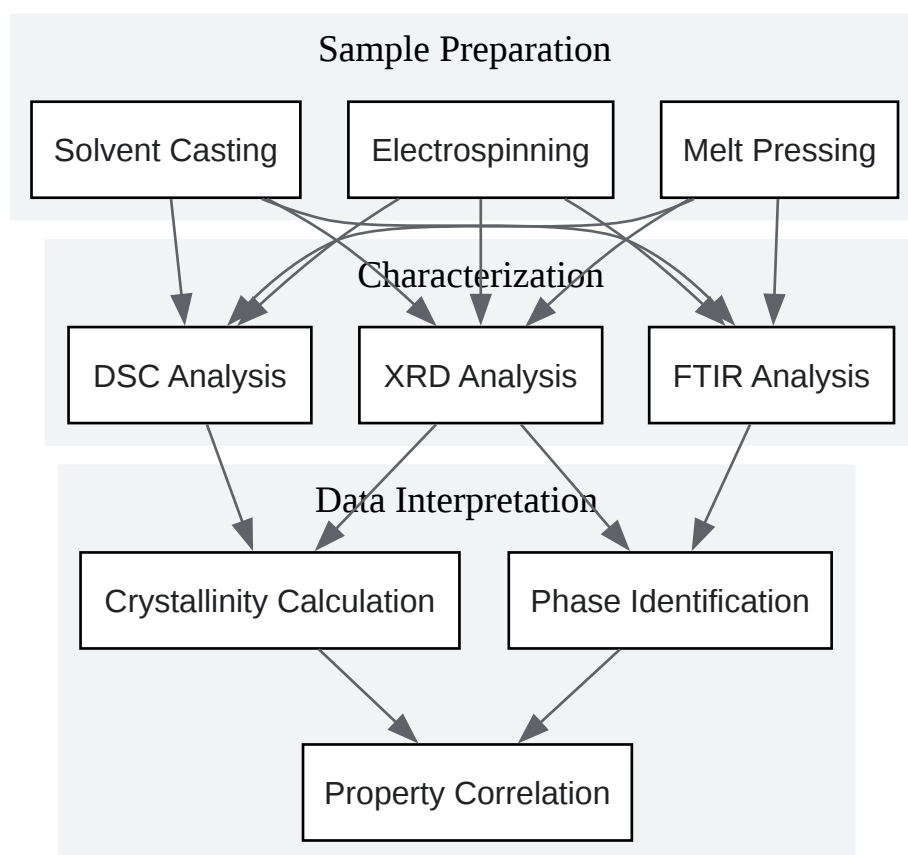 Sample Preparation
Solvent Casting
Electrospinning
Melt Pressing
Characterization
DSC Analysis
XRD Analysis
FTIR Analysis
Data Interpretation
Crystallinity Calculation
Phase Identification
Property Correlation